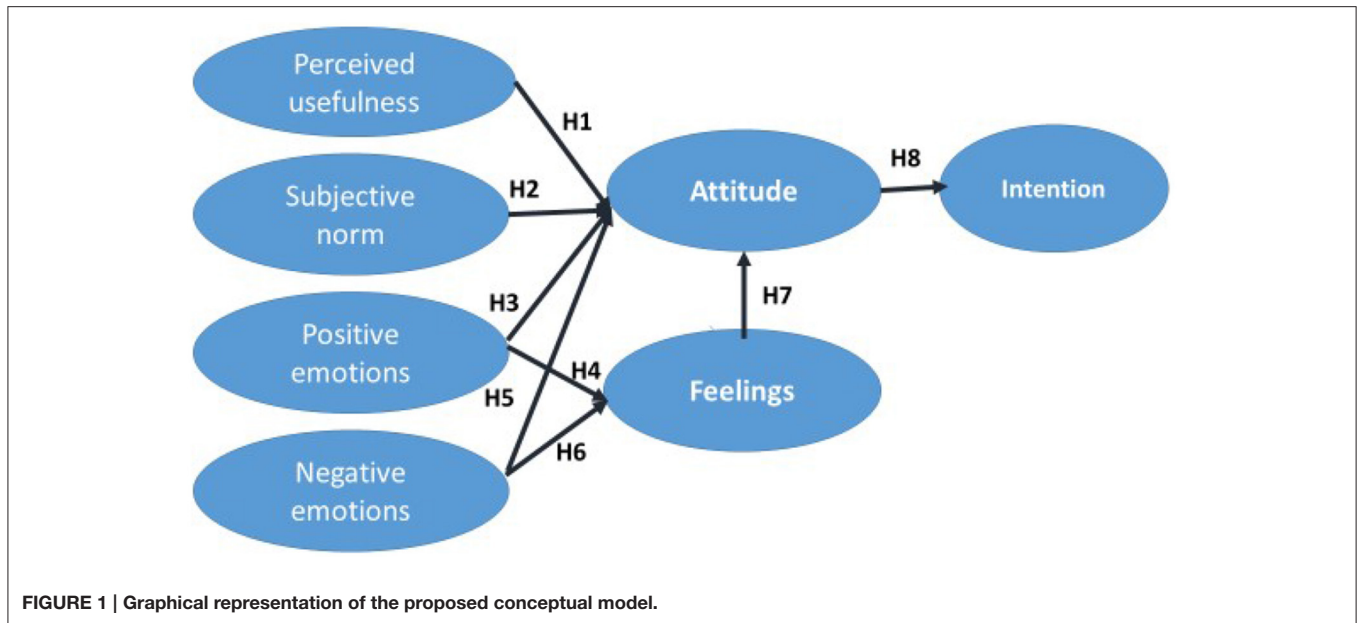 Perceived
usefulness
H1
Subjective
norm
H2
Attitude
H8
Intention
H3
Positive
emotions
H4
H7
H5
Feelings
H6
Negative
emotions
FIGURE 1 | Graphical representation of the proposed conceptual model.